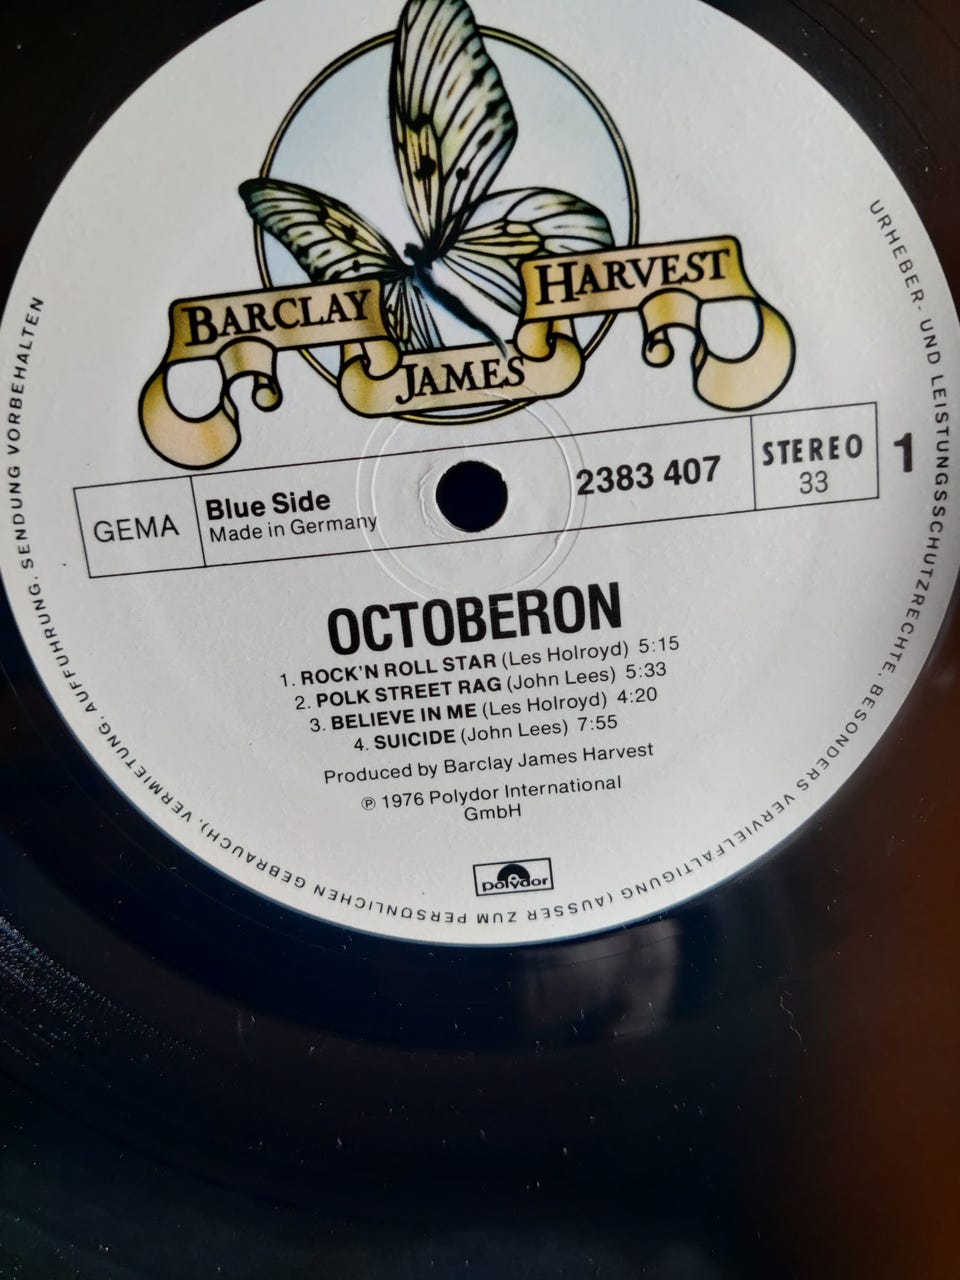 BARCLAY
JAMES
HARVEST
GEMA
Blue Side
Made in Germany
2383 407
STEREO
33
1
OCTOBERON
1. ROCK'N ROLL STAR (Les Holroyd) 5:15
2. POLK STREET RAG (John Lees) 5:33
3. BELIEVE IN ME (Les Holroyd) 4:20
4. SUICIDE (John Lees) 7:55
Produced by Barclay James Harvest
℗ 1976 Polydor International
GmbH
polydor
URHEBER- UND LEISTUNGSSCHUTZRECHTE, BESONDERS VERVIELFÄLTIGUNG (AUSSER ZUM PERSÖNLICHEN GEBRAUCH), VERMIETUNG, AUFFÜHRUNG, SENDUNG VORBEHALTEN